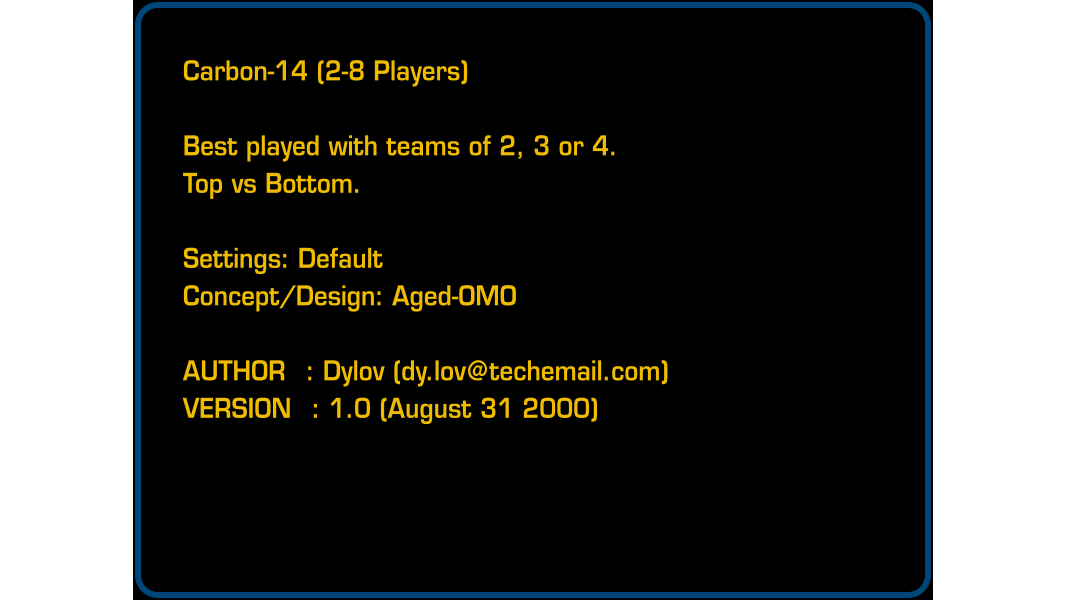 Carbon-14 (2-8 Players)
Best played with teams of 2, 3 or 4.
Top vs Bottom.
Settings: Default
Concept/Design: Aged-OMO
AUTHOR : Dylov (dy.lov@techemail.com)
VERSION : 1.0 (August 31 2000)